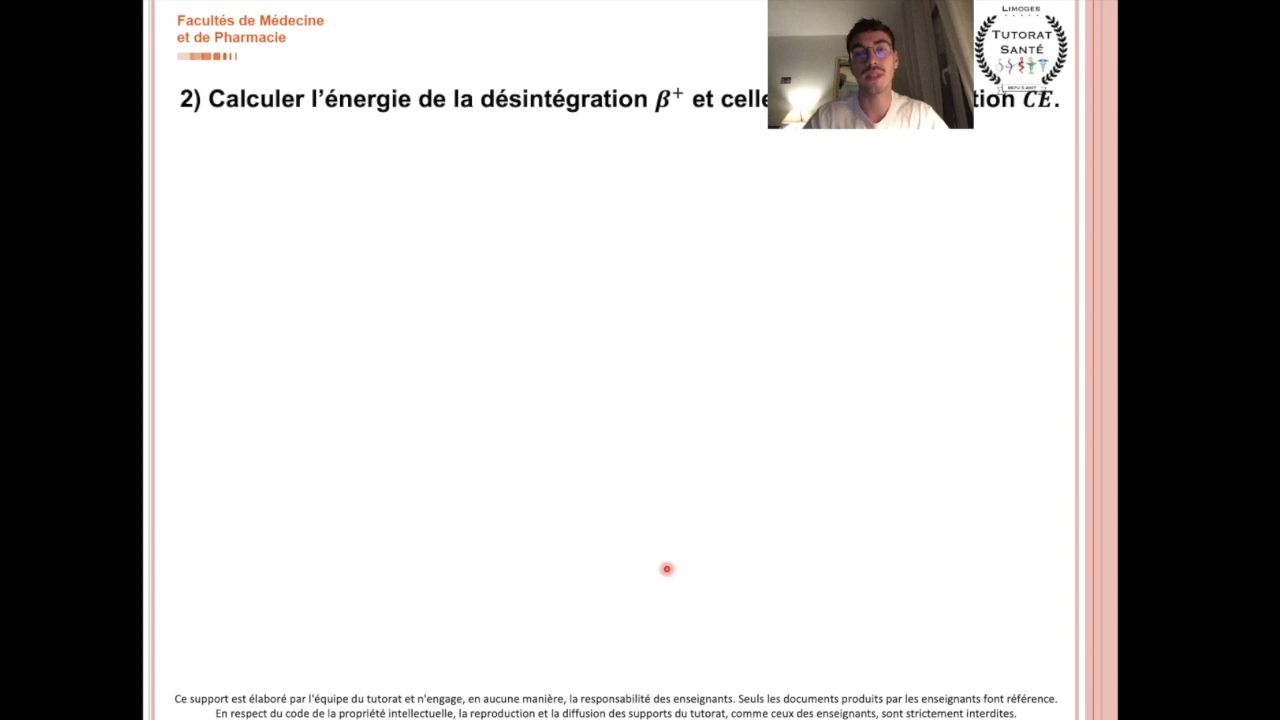 Facultés de Médecine
et de Pharmacie
LIMOGES
TUTORAT
SANTÉ
DEPUIS 2007
2) Calculer l'énergie de la désintégration β⁺ et celle tion CE.
Ce support est élaboré par l'équipe du tutorat et n'engage, en aucune manière, la responsabilité des enseignants. Seuls les documents produits par les enseignants font référence.
En respect du code de la propriété intellectuelle, la reproduction et la diffusion des supports du tutorat, comme ceux des enseignants, sont strictement interdites.